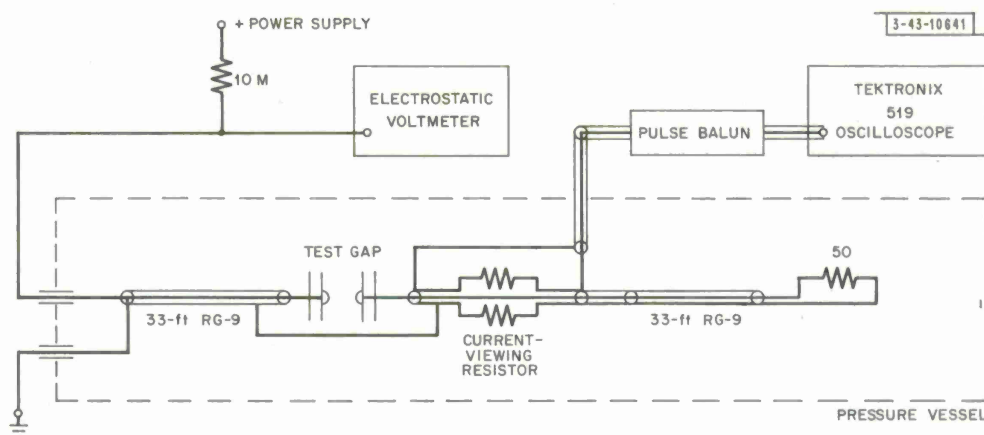 + POWER SUPPLY
3-43-10641
10 M
ELECTROSTATIC
VOLTMETER
PULSE BALUN
TEKTRONIX
519
OSCILLOSCOPE
TEST GAP
50
33-ft RG-9
33-ft RG-9
CURRENT-
VIEWING
RESISTOR
PRESSURE VESSEL